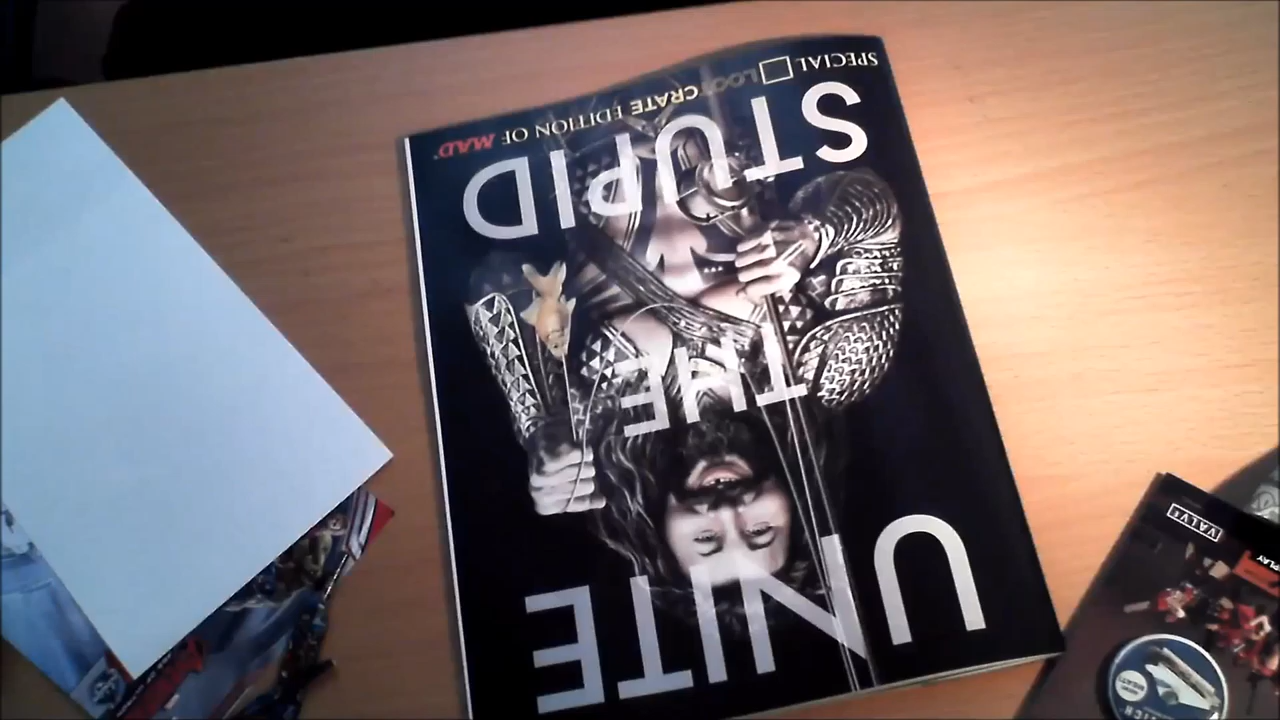 UNITE
THE
STUPID
SPECIAL LOOT CRATE EDITION OF MAD
VALVE